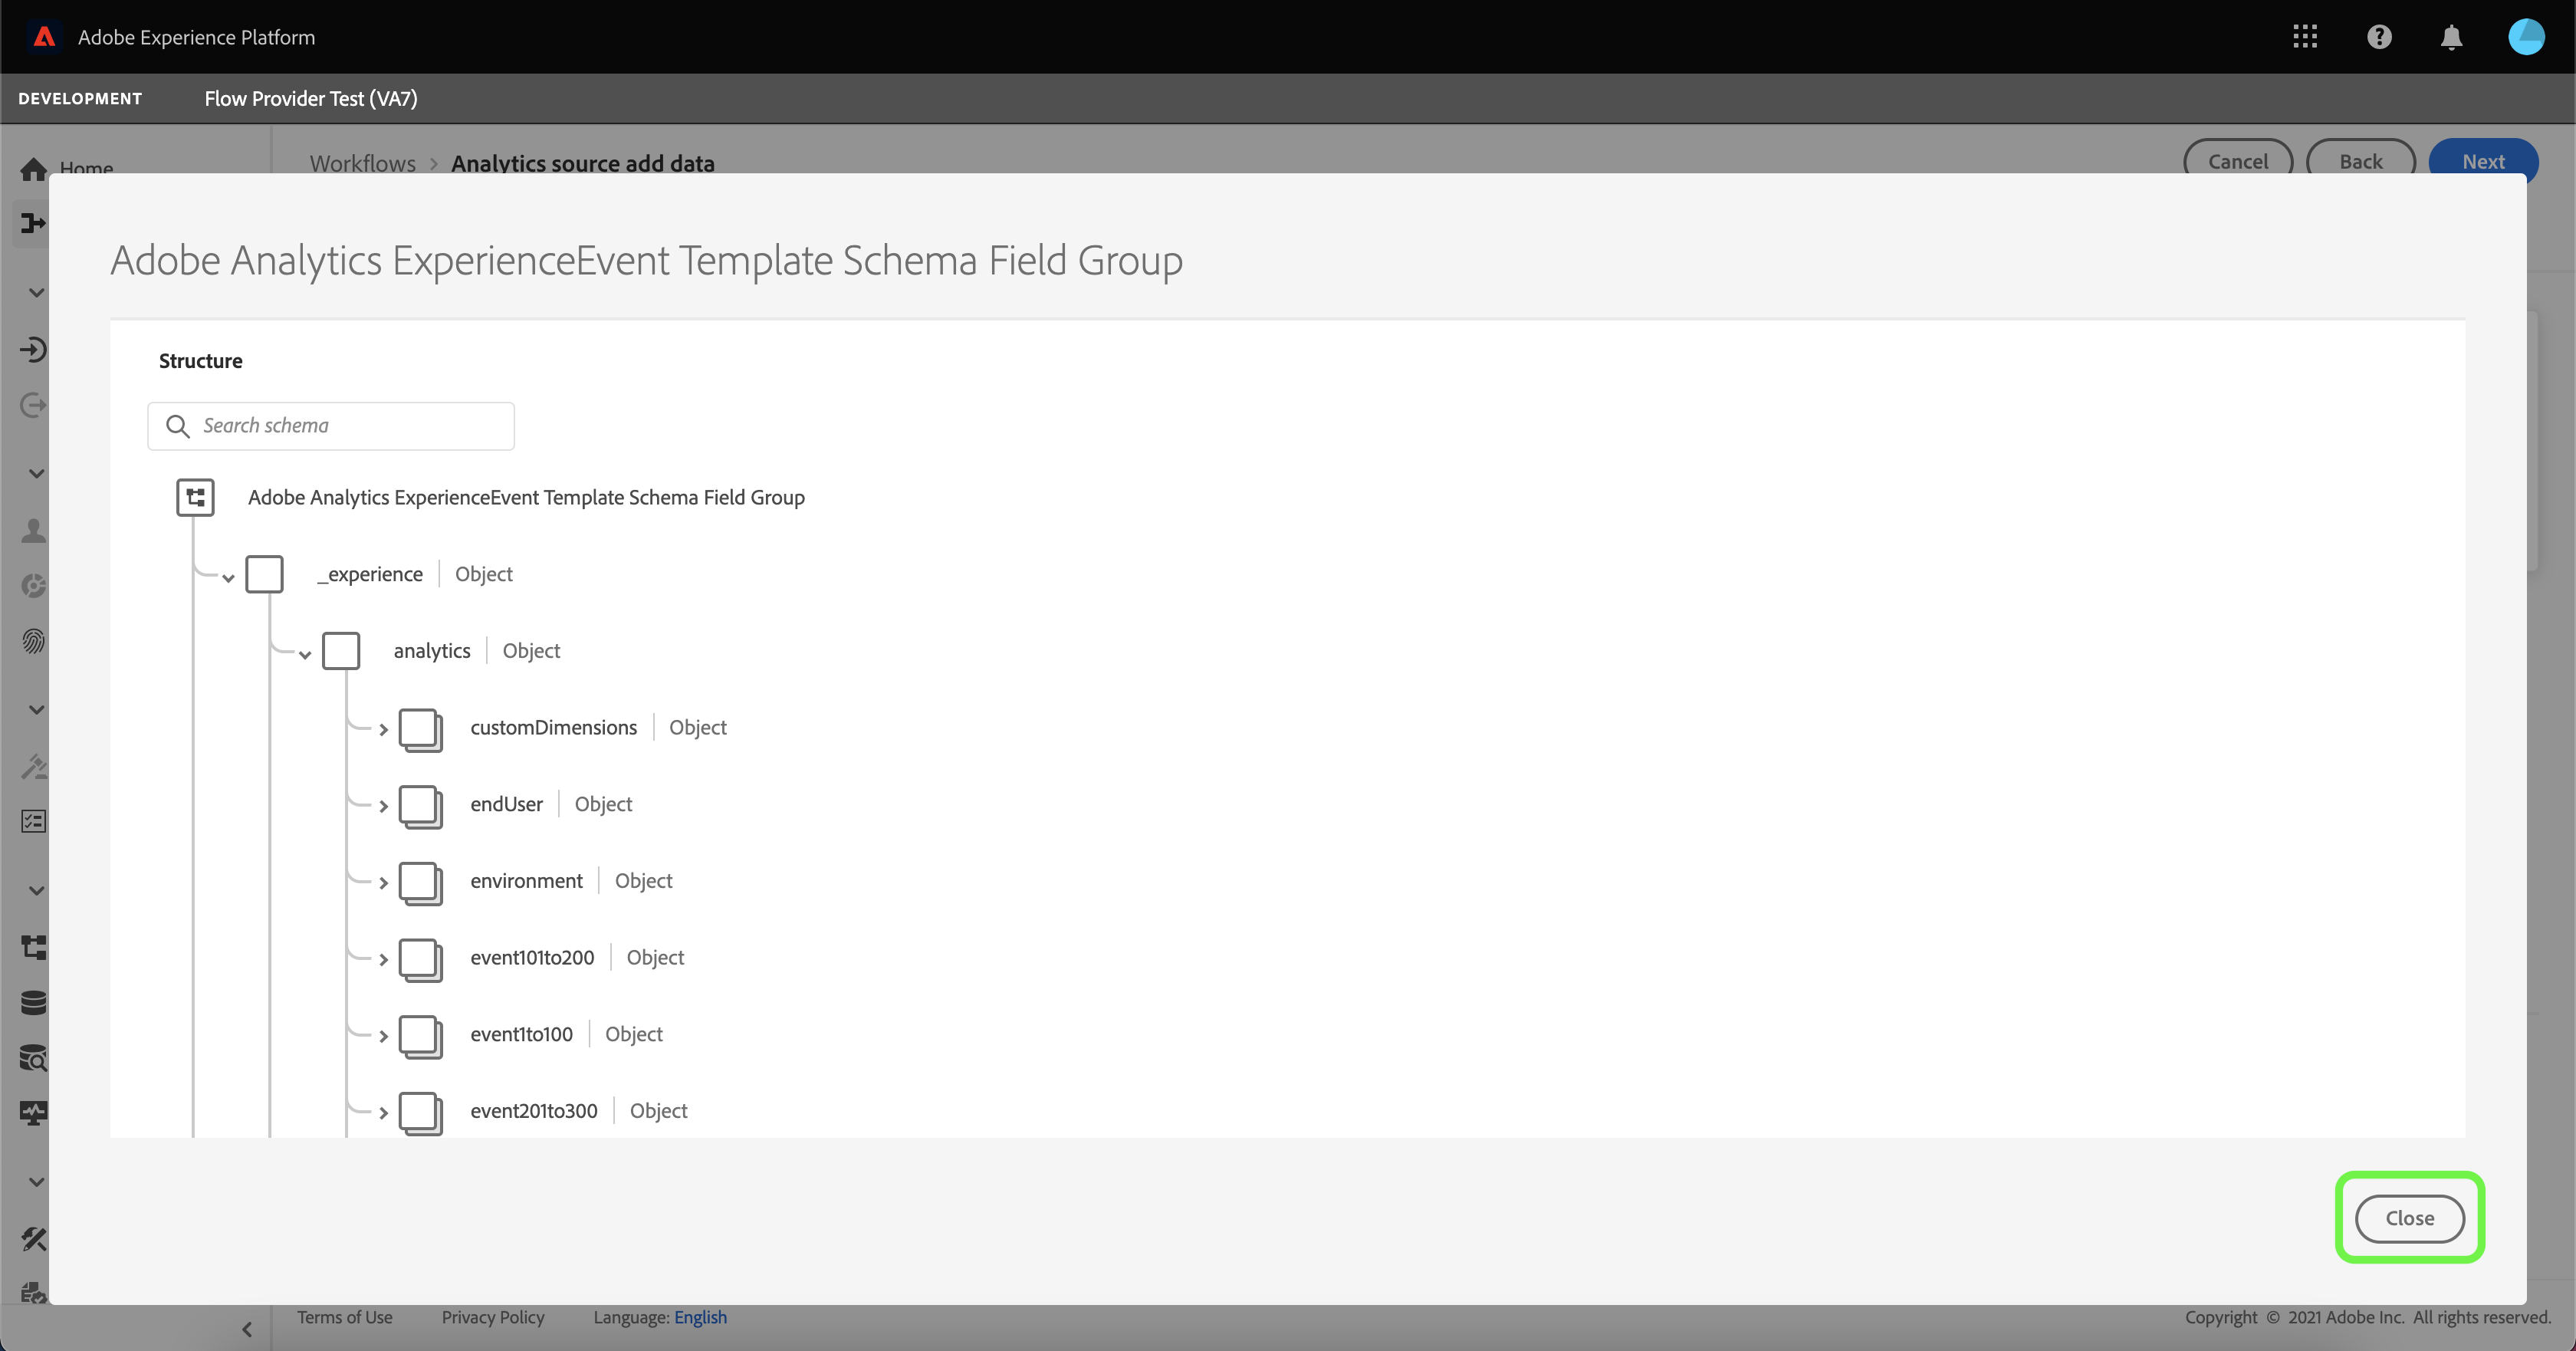 Adobe Experience Platform
DEVELOPMENT Flow Provider Test (VA7)
Home
Workflows > Analytics source add data
Cancel Back Next
Adobe Analytics ExperienceEvent Template Schema Field Group
Structure
Search schema
Adobe Analytics ExperienceEvent Template Schema Field Group
_experience | Object
analytics | Object
customDimensions | Object
endUser | Object
environment | Object
event101to200 | Object
event1to100 | Object
event201to300 | Object
Close
Terms of Use Privacy Policy Language: English Copyright © 2021 Adobe Inc. All rights reserved.